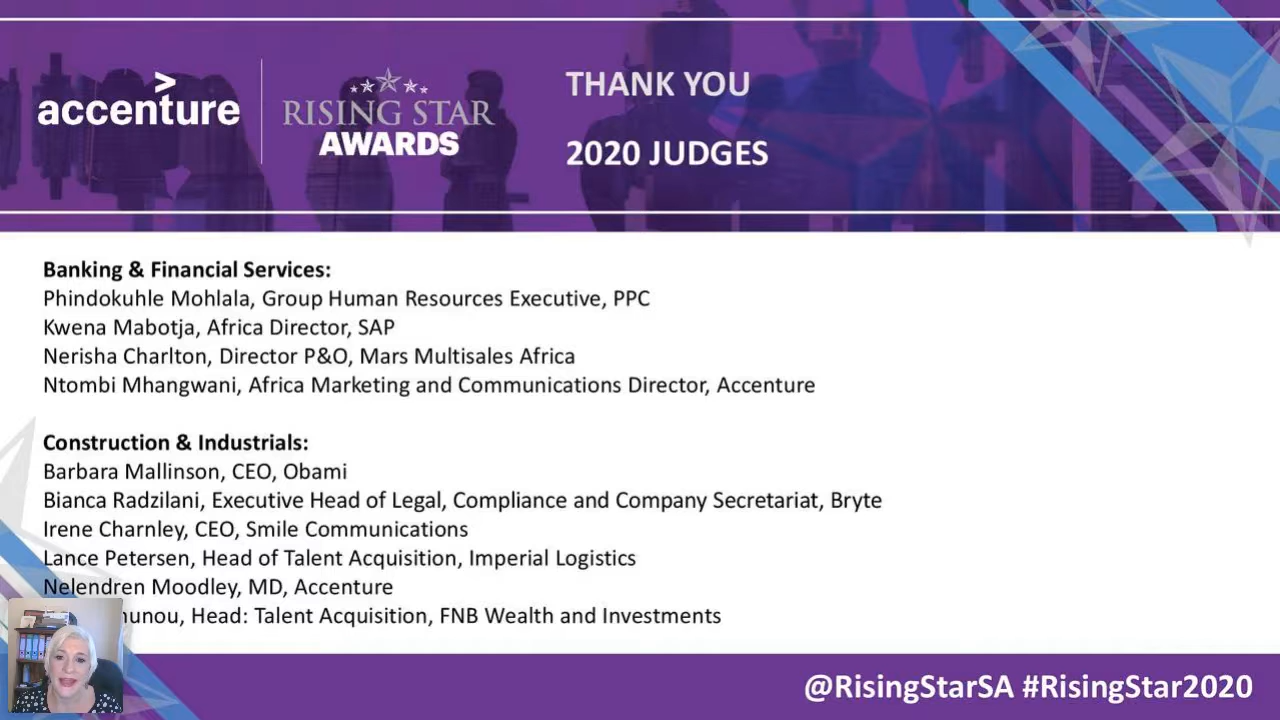 accenture
RISING STAR
AWARDS
THANK YOU
2020 JUDGES
Banking & Financial Services:
Phindokuhle Mohlala, Group Human Resources Executive, PPC
Kwena Mabotja, Africa Director, SAP
Nerisha Charlton, Director P&O, Mars Multisales Africa
Ntombi Mhangwani, Africa Marketing and Communications Director, Accenture
Construction & Industrials:
Barbara Mallinson, CEO, Obami
Bianca Radzilani, Executive Head of Legal, Compliance and Company Secretariat, Bryte
Irene Charnley, CEO, Smile Communications
Lance Petersen, Head of Talent Acquisition, Imperial Logistics
Nelendren Moodley, MD, Accenture
Head: Talent Acquisition, FNB Wealth and Investments
@RisingStarSA #RisingStar2020